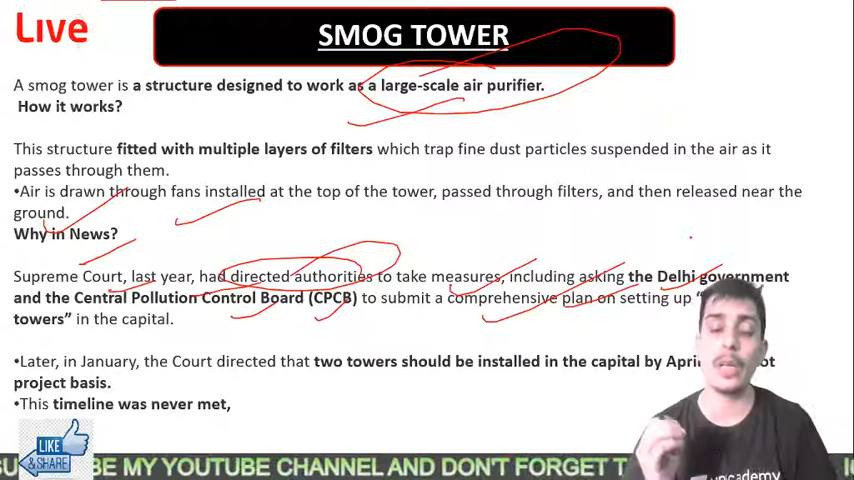 Live
SMOG TOWER
A smog tower is a structure designed to work as a large-scale air purifier.
How it works?
This structure fitted with multiple layers of filters which trap fine dust particles suspended in the air as it
passes through them.
•Air is drawn through fans installed at the top of the tower, passed through filters, and then released near the
ground.
Why in News?
Supreme Court, last year, had directed authorities to take measures, including asking the Delhi government
and the Central Pollution Control Board (CPCB) to submit a comprehensive plan on setting up “
towers” in the capital.
•Later, in January, the Court directed that two towers should be installed in the capital by April
project basis.
•This timeline was never met,
LIKE
& SHARE
BE MY YOUTUBE CHANNEL AND DON'T FORGET
unacademy